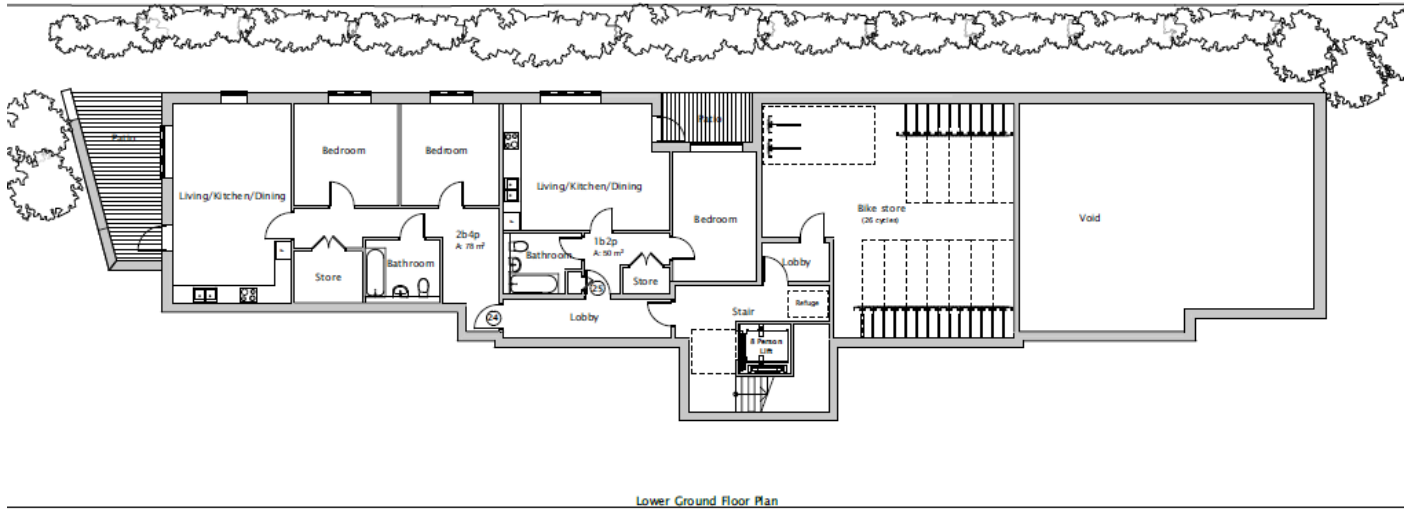 Patio
Patio
Bedroom
Bedroom
Living/Kitchen/Dining
Living/Kitchen/Dining
Bedroom
Bike store
(26 cycles)
Void
2b4p
A: 78 m²
1b2p
A: 50 m²
Bathroom
Bathroom
Lobby
Store
Store
25
Refuge
24
Lobby
Stair
8 Person
Lift
Lower Ground Floor Plan